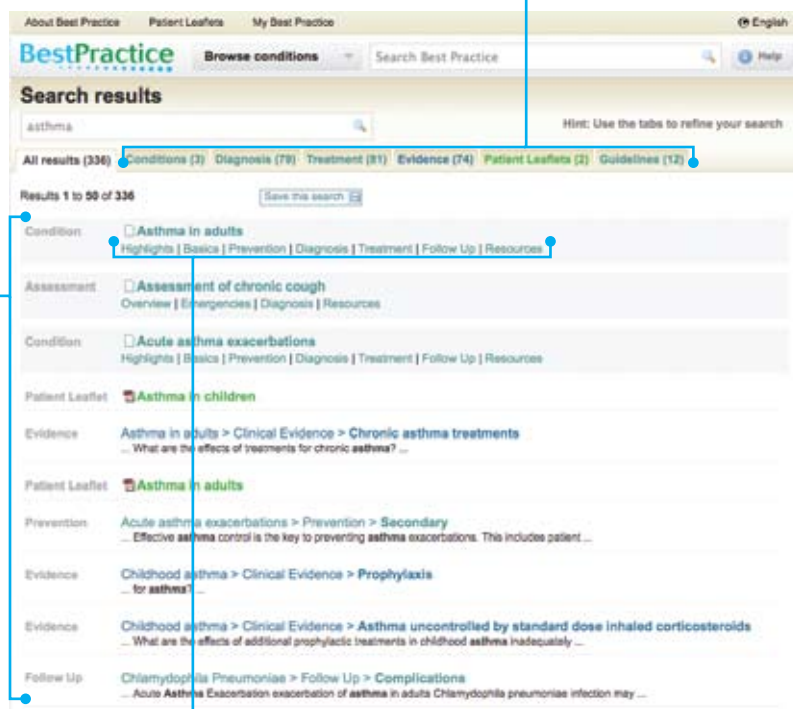 About Best Practice Patient Leaflets My Best Practice English
BestPractice Browse conditions Search Best Practice Help
Search results
asthma Hint: Use the tabs to refine your search
All results (336) Conditions (3) Diagnosis (79) Treatment (81) Evidence (74) Patient Leaflets (2) Guidelines (12)
Results 1 to 50 of 336 Save this search
Condition Asthma in adults
Highlights | Basics | Prevention | Diagnosis | Treatment | Follow Up | Resources
Assessment Assessment of chronic cough
Overview | Emergencies | Diagnosis | Resources
Condition Acute asthma exacerbations
Highlights | Basics | Prevention | Diagnosis | Treatment | Follow Up | Resources
Patient Leaflet Asthma in children
Evidence Asthma in adults > Clinical Evidence > Chronic asthma treatments
... What are the effects of treatments for chronic asthma? ...
Patient Leaflet Asthma in adults
Prevention Acute asthma exacerbations > Prevention > Secondary
... Effective asthma control is the key to preventing asthma exacerbations. This includes patient ...
Evidence Childhood asthma > Clinical Evidence > Prophylaxis
... for asthma? ...
Evidence Childhood asthma > Clinical Evidence > Asthma uncontrolled by standard dose inhaled corticosteroids
... What are the effects of additional prophylactic treatments in childhood asthma inadequately ...
Follow Up Chlamydophila Pneumoniae > Follow Up > Complications
... Acute Asthma Exacerbation exacerbation of asthma in adults Chlamydophila pneumoniae infection may ...